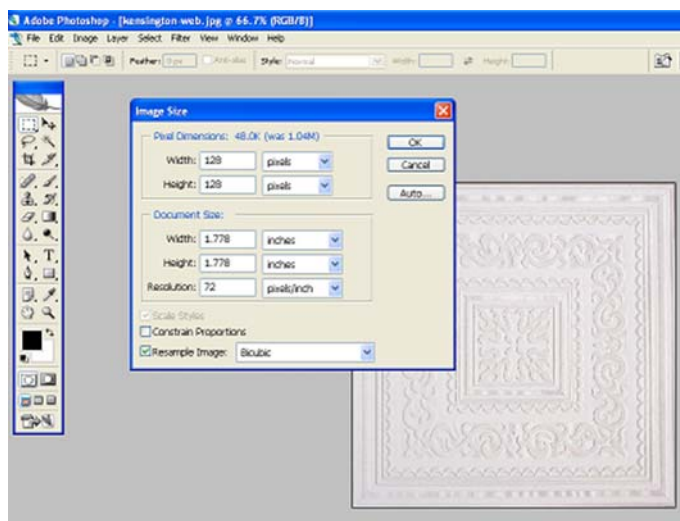 Adobe Photoshop - [kensington-web.jpg @ 66.7% (RGB/8)]
File Edit Image Layer Select Filter View Window Help
Feather: 0 px Anti-alias Style: Normal Width: Height:
Image Size
Pixel Dimensions: 48.0K (was 1.04M)
OK
Width: 128 pixels
Cancel
Height: 128 pixels
Auto...
Document Size:
Width: 1.778 inches
Height: 1.778 inches
Resolution: 72 pixels/inch
Scale Styles
Constrain Proportions
Resample Image: Bicubic